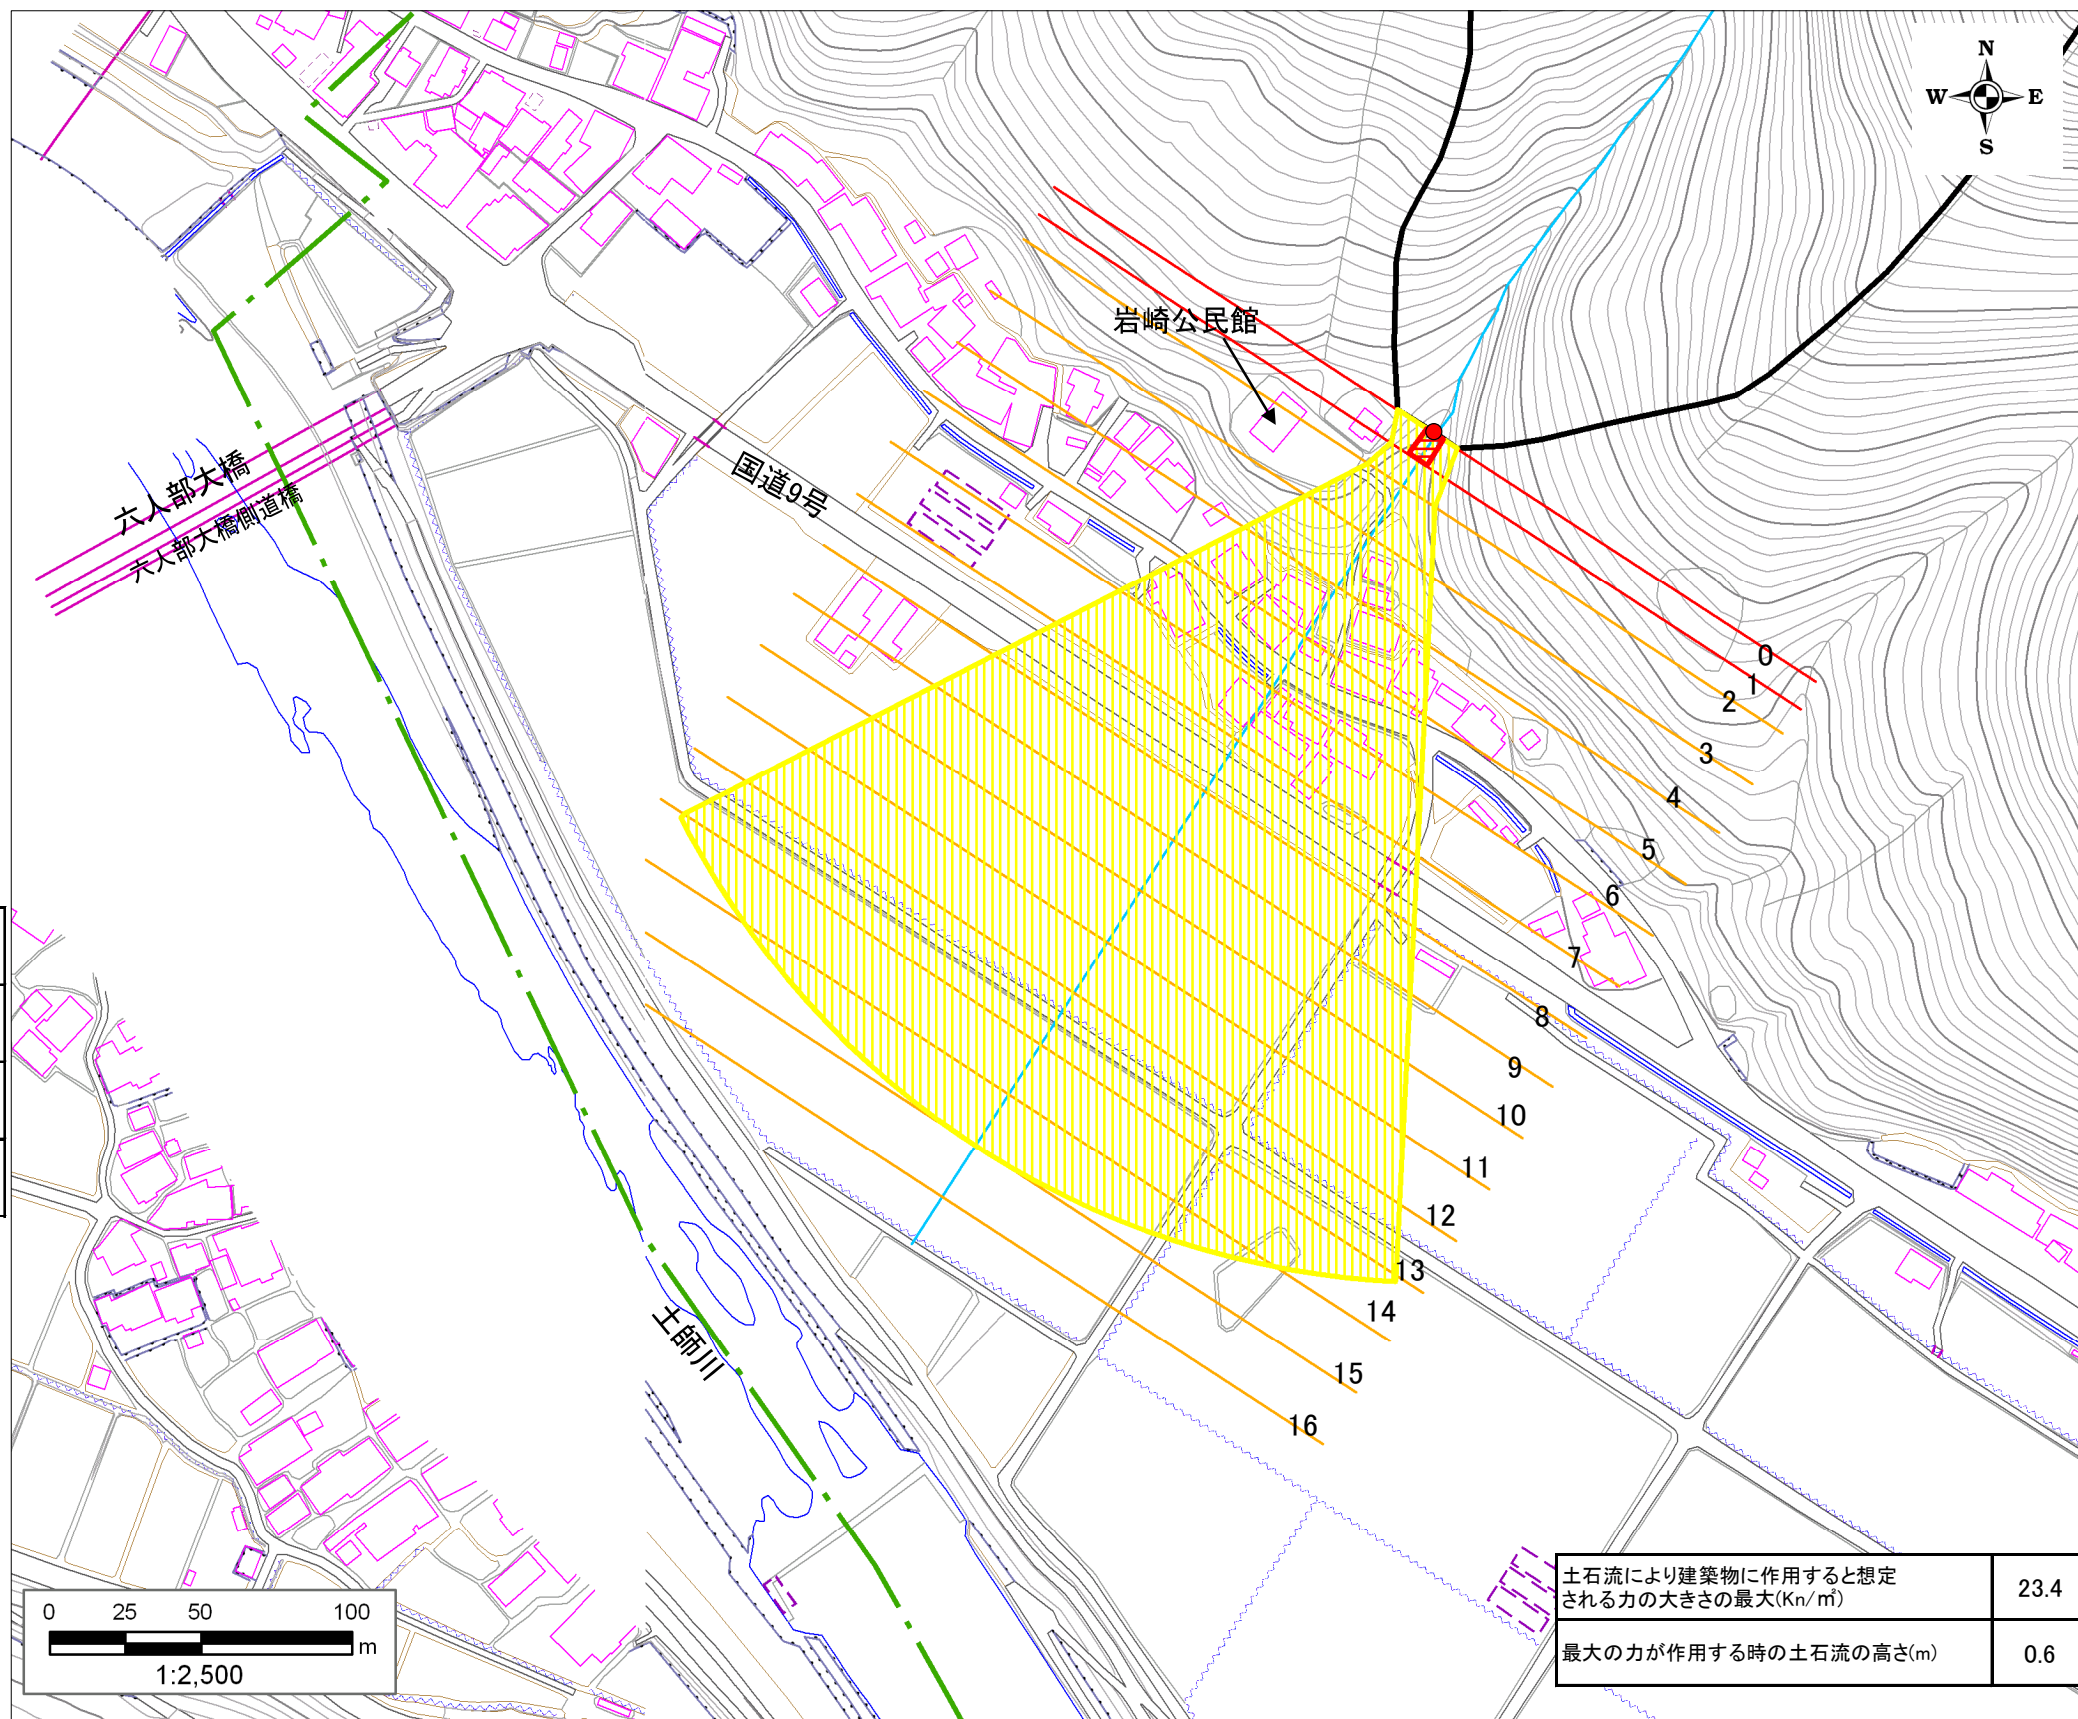 N
W
E
S
岩崎公民館
六人部大橋
六人部大橋側道橋
国道9号
土師川
0
1
2
3
4
5
6
7
8
9
10
11
12
13
14
15
16
0 25 50 100
m
1:2,500
土石流により建築物に作用すると想定
される力の大きさの最大(Kn/㎡)
23.4
最大の力が作用する時の土石流の高さ(m)
0.6